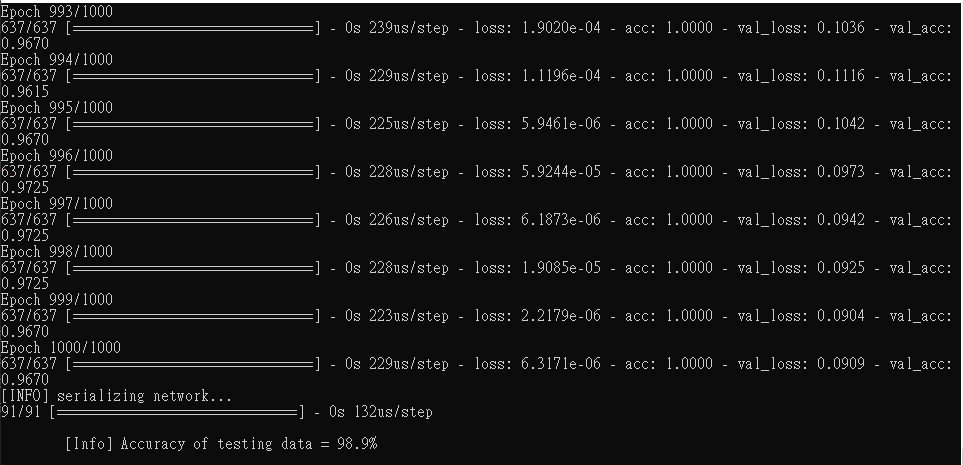 Epoch 993/1000
637/637 [==============================] - 0s 239us/step - loss: 1.9020e-04 - acc: 1.0000 - val_loss: 0.1036 - val_acc:
0.9670
Epoch 994/1000
637/637 [==============================] - 0s 229us/step - loss: 1.1196e-04 - acc: 1.0000 - val_loss: 0.1116 - val_acc:
0.9615
Epoch 995/1000
637/637 [==============================] - 0s 225us/step - loss: 5.9461e-06 - acc: 1.0000 - val_loss: 0.1042 - val_acc:
0.9670
Epoch 996/1000
637/637 [==============================] - 0s 228us/step - loss: 5.9244e-05 - acc: 1.0000 - val_loss: 0.0973 - val_acc:
0.9725
Epoch 997/1000
637/637 [==============================] - 0s 226us/step - loss: 6.1873e-06 - acc: 1.0000 - val_loss: 0.0942 - val_acc:
0.9725
Epoch 998/1000
637/637 [==============================] - 0s 228us/step - loss: 1.9085e-05 - acc: 1.0000 - val_loss: 0.0925 - val_acc:
0.9725
Epoch 999/1000
637/637 [==============================] - 0s 223us/step - loss: 2.2179e-06 - acc: 1.0000 - val_loss: 0.0904 - val_acc:
0.9670
Epoch 1000/1000
637/637 [==============================] - 0s 229us/step - loss: 6.3171e-06 - acc: 1.0000 - val_loss: 0.0909 - val_acc:
0.9670
[INFO] serializing network...
91/91 [==============================] - 0s 132us/step
[Info] Accuracy of testing data = 98.9%